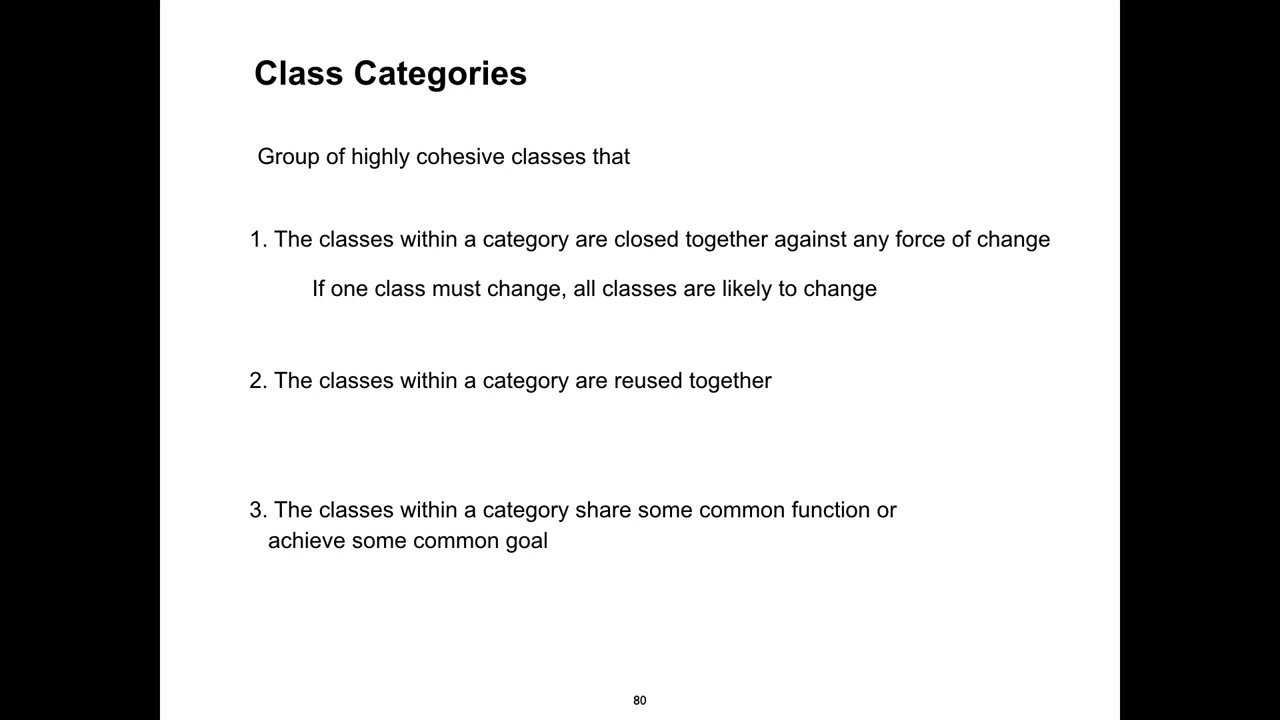 Class Categories
Group of highly cohesive classes that
1. The classes within a category are closed together against any force of change
If one class must change, all classes are likely to change
2. The classes within a category are reused together
3. The classes within a category share some common function or
achieve some common goal
80